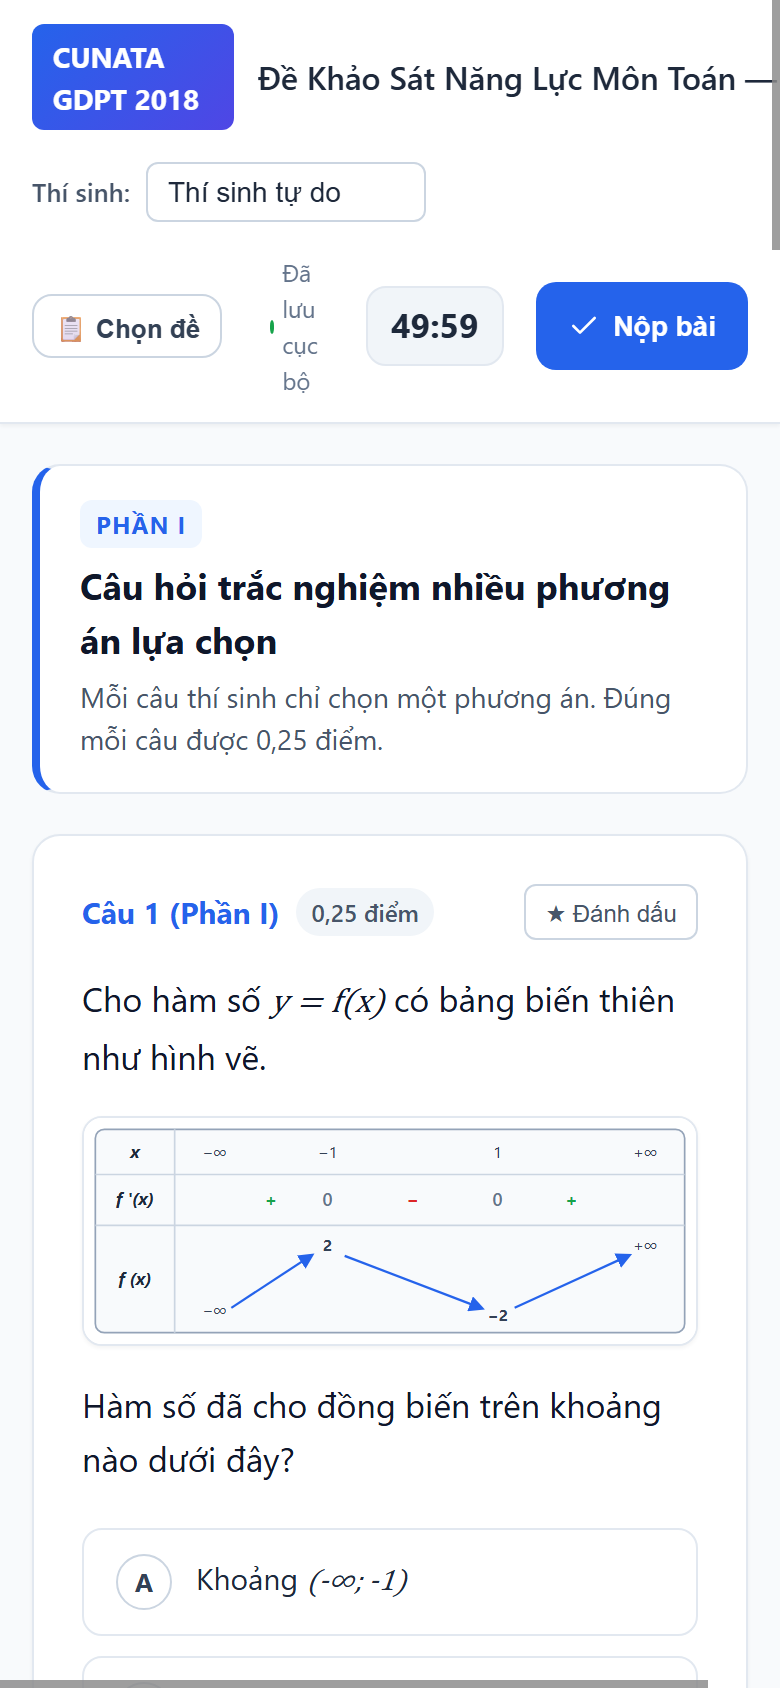 CUNATA
GDPT 2018
Đề Khảo Sát Năng Lực Môn Toán —
Thí sinh:
Thí sinh tự do
Chọn đề
Đã
lưu
cục
bộ
49:59
Nộp bài
PHẦN I
Câu hỏi trắc nghiệm nhiều phương
án lựa chọn
Mỗi câu thí sinh chỉ chọn một phương án. Đúng
mỗi câu được 0,25 điểm.
Câu 1 (Phần I)
0,25 điểm
★ Đánh dấu
Cho hàm số y = f(x) có bảng biến thiên
như hình vẽ.
x −∞ −1 1 +∞
f '(x) + 0 − 0 +
2 +∞
f (x)
−∞ −2
Hàm số đã cho đồng biến trên khoảng
nào dưới đây?
A Khoảng (-∞; -1)